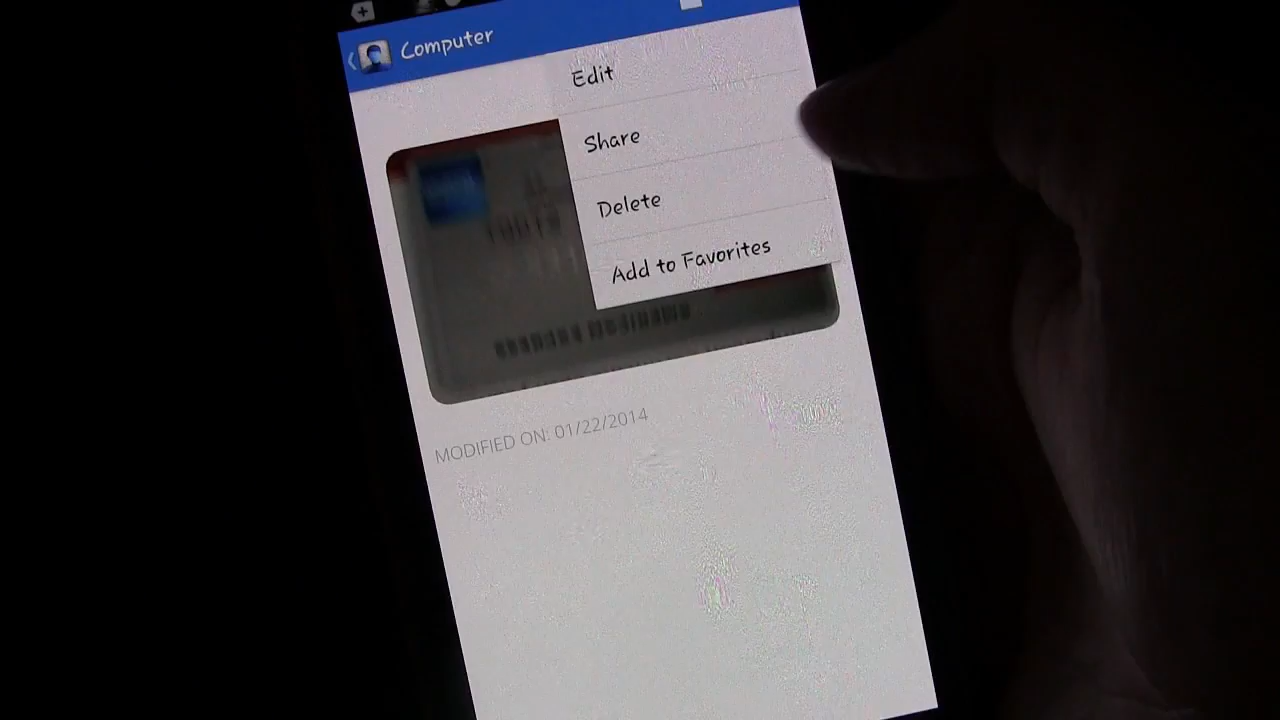 Computer
Edit
Share
Delete
Add to Favorites
MODIFIED ON: 01/22/2014